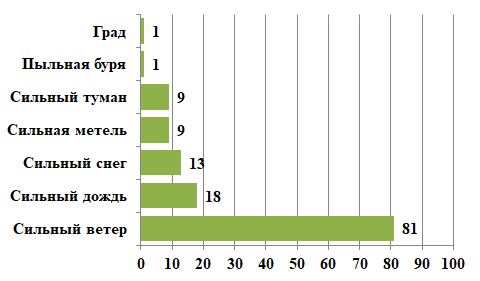 Град 1
Пыльная буря 1
Сильный туман 9
Сильная метель 9
Сильный снег 13
Сильный дождь 18
Сильный ветер 81
0 10 20 30 40 50 60 70 80 90 100